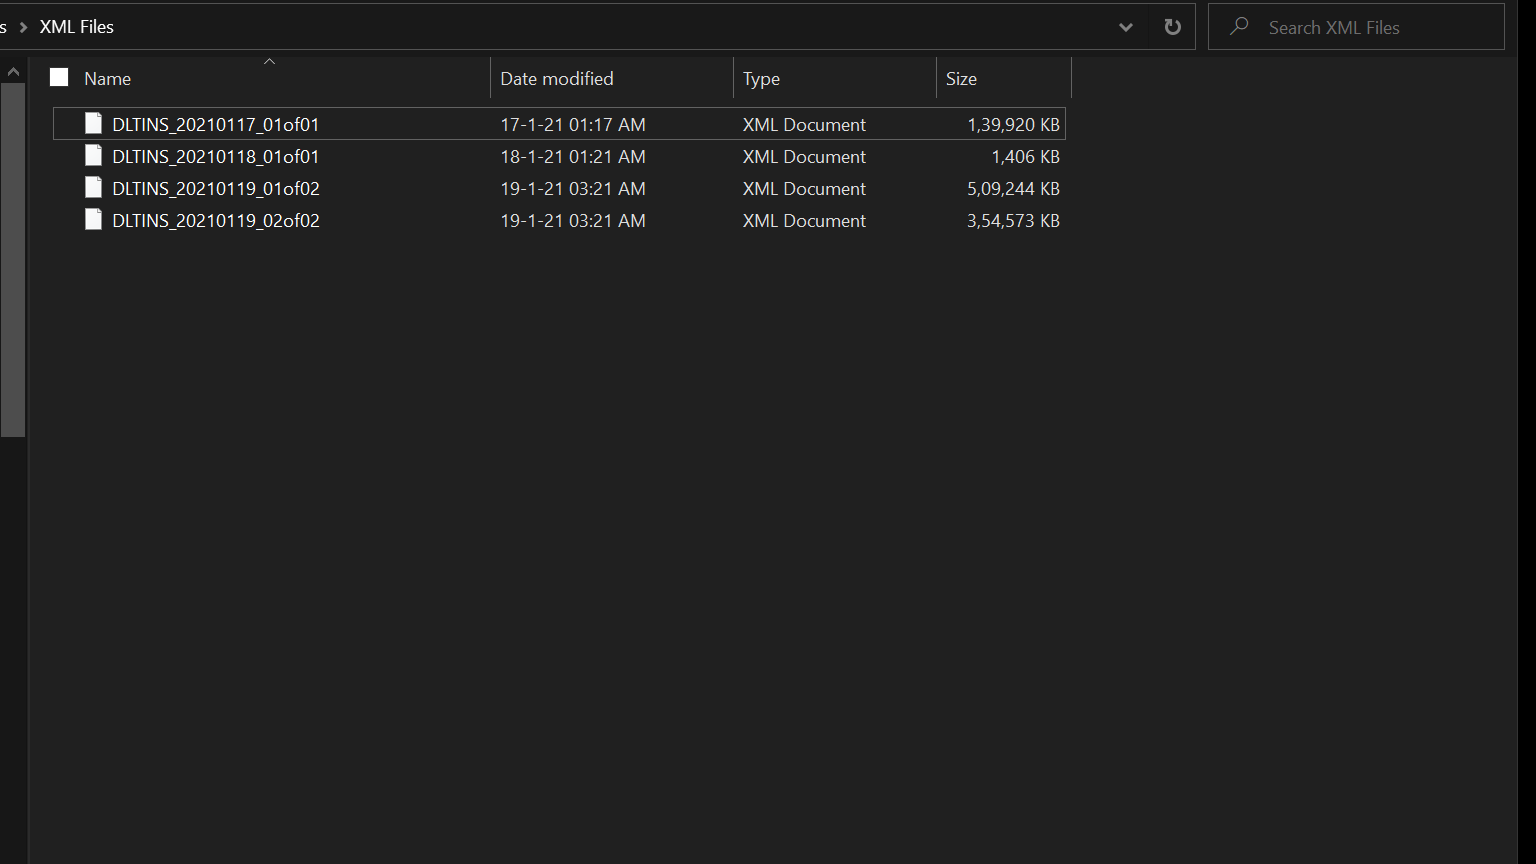 s > XML Files Search XML Files
Name Date modified Type Size
DLTINS_20210117_01of01 17-1-21 01:17 AM XML Document 1,39,920 KB
DLTINS_20210118_01of01 18-1-21 01:21 AM XML Document 1,406 KB
DLTINS_20210119_01of02 19-1-21 03:21 AM XML Document 5,09,244 KB
DLTINS_20210119_02of02 19-1-21 03:21 AM XML Document 3,54,573 KB